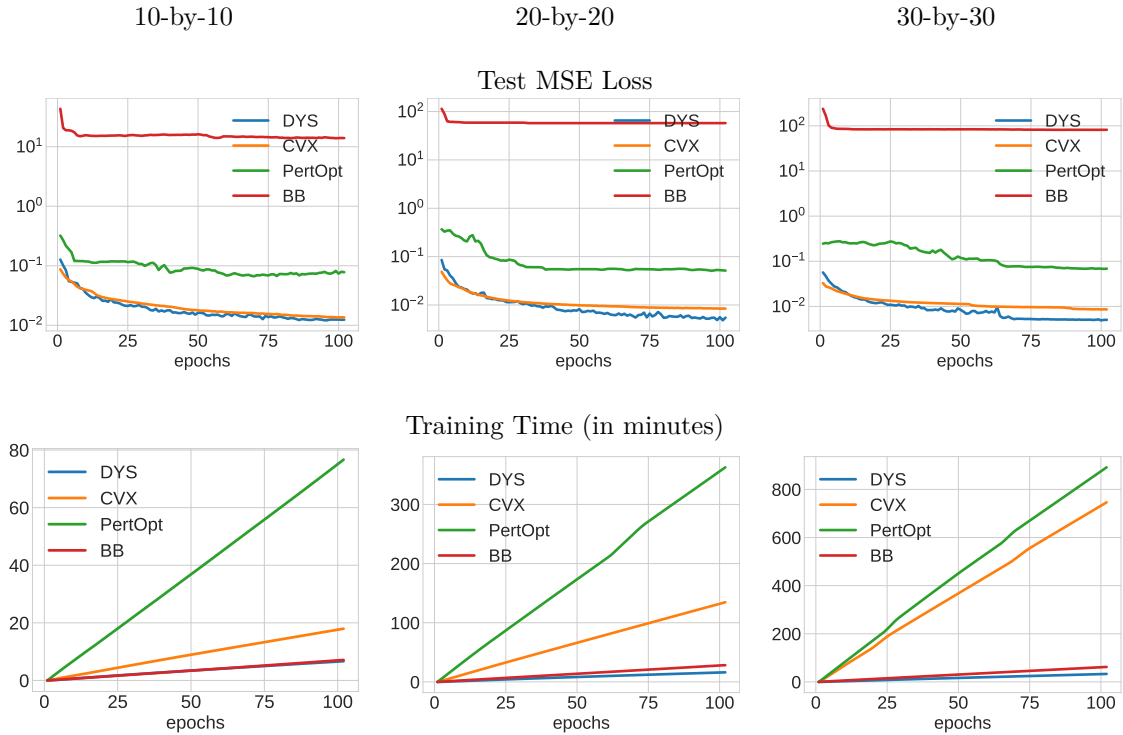 10-by-10 20-by-20 30-by-30
Test MSE Loss
10^1
10^0
10^-1
10^-2
0 25 50 75 100
epochs
DYS
CVX
PertOpt
BB
10^2
10^1
10^0
10^-1
10^-2
0 25 50 75 100
epochs
DYS
CVX
PertOpt
BB
10^2
10^1
10^0
10^-1
10^-2
0 25 50 75 100
epochs
DYS
CVX
PertOpt
BB
Training Time (in minutes)
80
60
40
20
0
0 25 50 75 100
epochs
DYS
CVX
PertOpt
BB
300
200
100
0
0 25 50 75 100
epochs
DYS
CVX
PertOpt
BB
800
600
400
200
0
0 25 50 75 100
epochs
DYS
CVX
PertOpt
BB